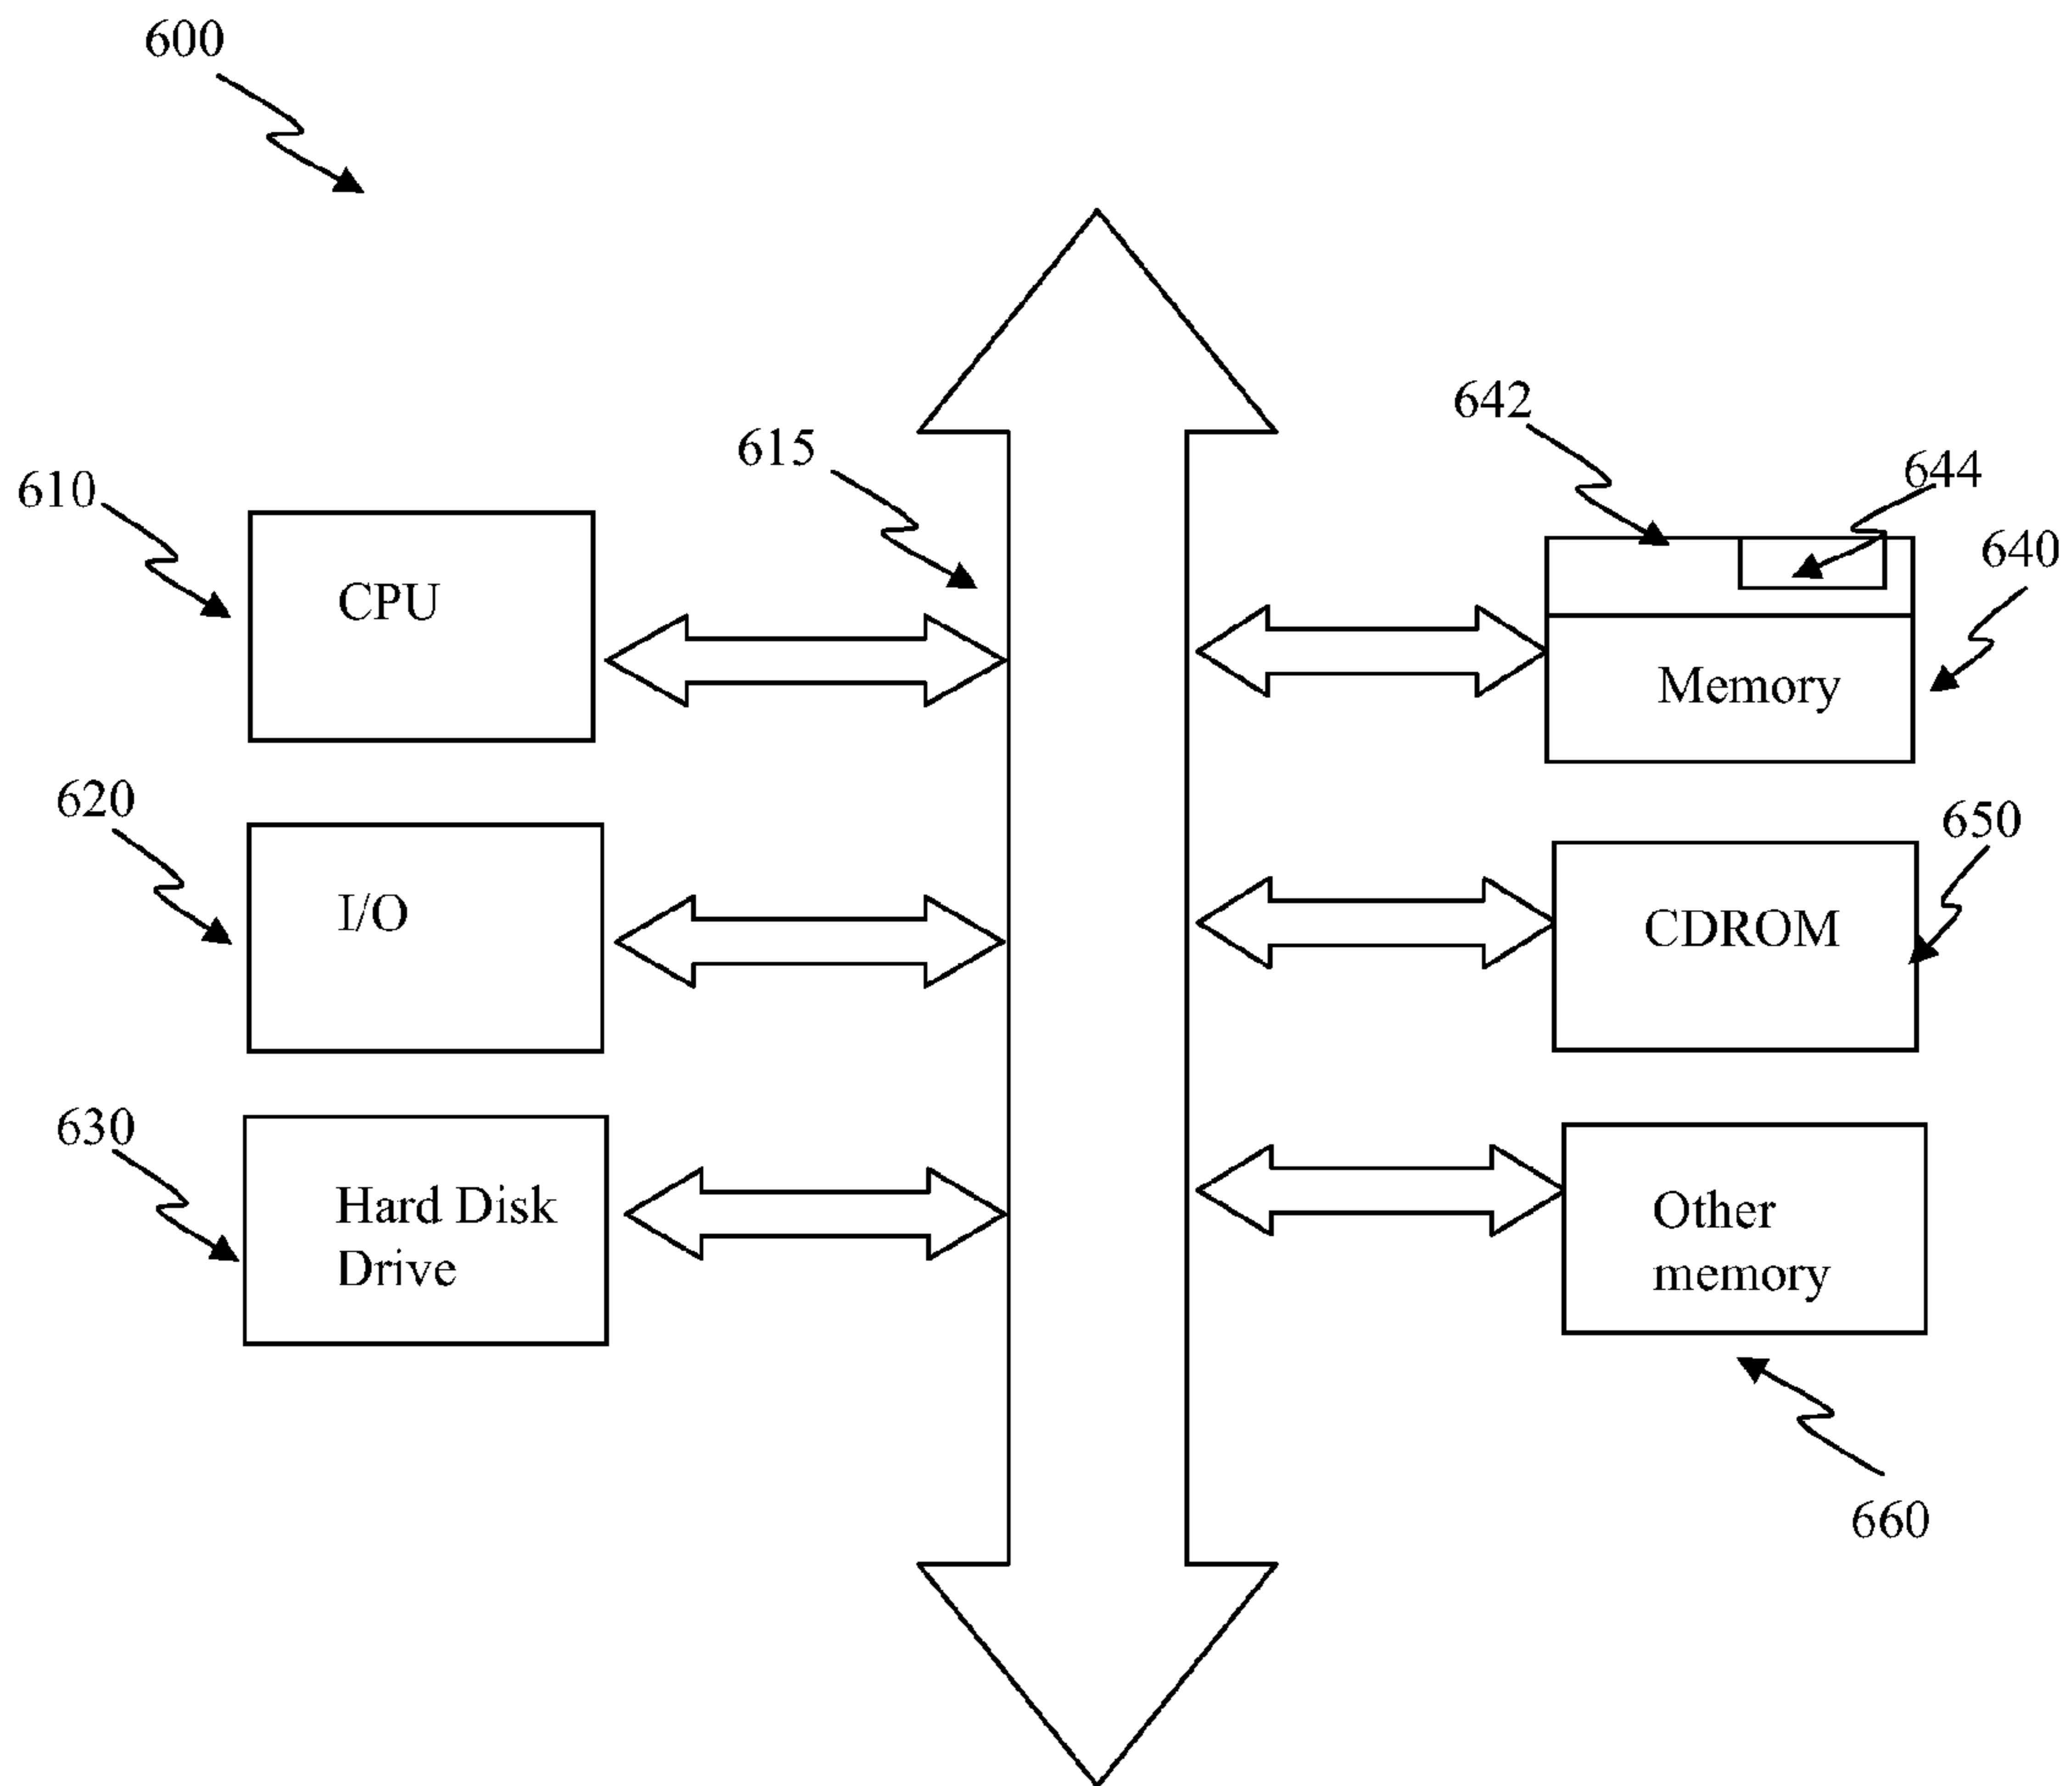 600
642
615
644
610
640
CPU
Memory
620
650
I/O
CDROM
630
Hard Disk
Drive
Other
memory
660